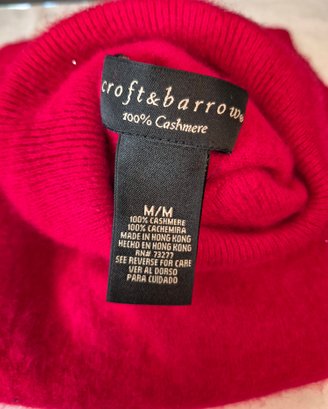 croft&barrow®
100% Cashmere
M/M
100% CASHMERE
100% CACHEMIRA
MADE IN HONG KONG
HECHO EN HONG KONG
RN# 73277
SEE REVERSE FOR CARE
VER AL DORSO
PARA CUIDADO